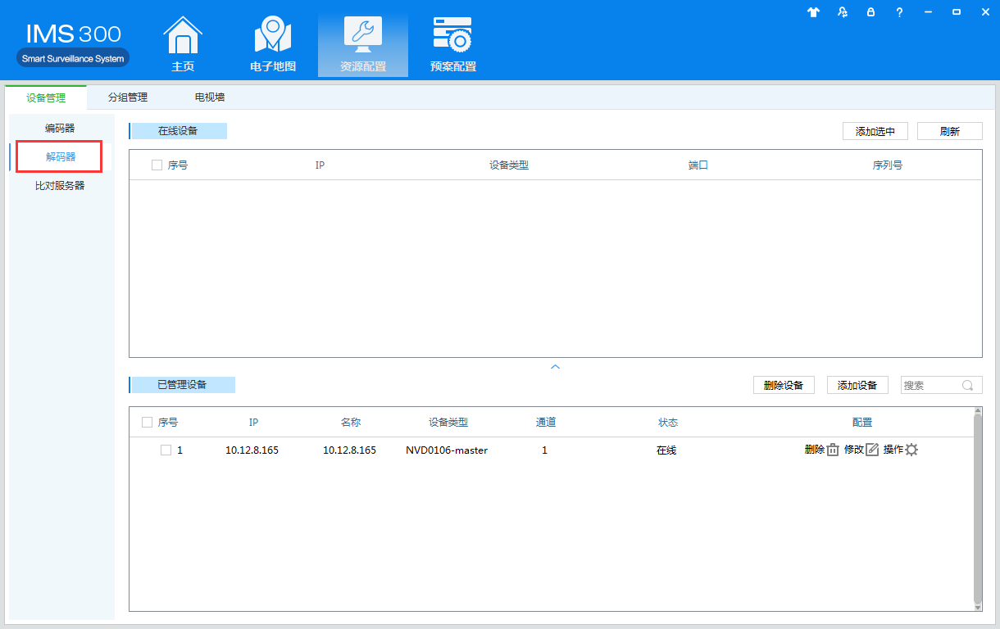 IMS 300
Smart Surveillance System
主页
电子地图
资源配置
预案配置
?
设备管理
分组管理
电视墙
编码器
解码器
比对服务器
在线设备
添加选中
刷新
序号 IP 设备类型 端口 序列号
已管理设备
删除设备
添加设备
搜索
序号 IP 名称 设备类型 通道 状态 配置
1 10.12.8.165 10.12.8.165 NVD0106-master 1 在线 删除 修改 操作